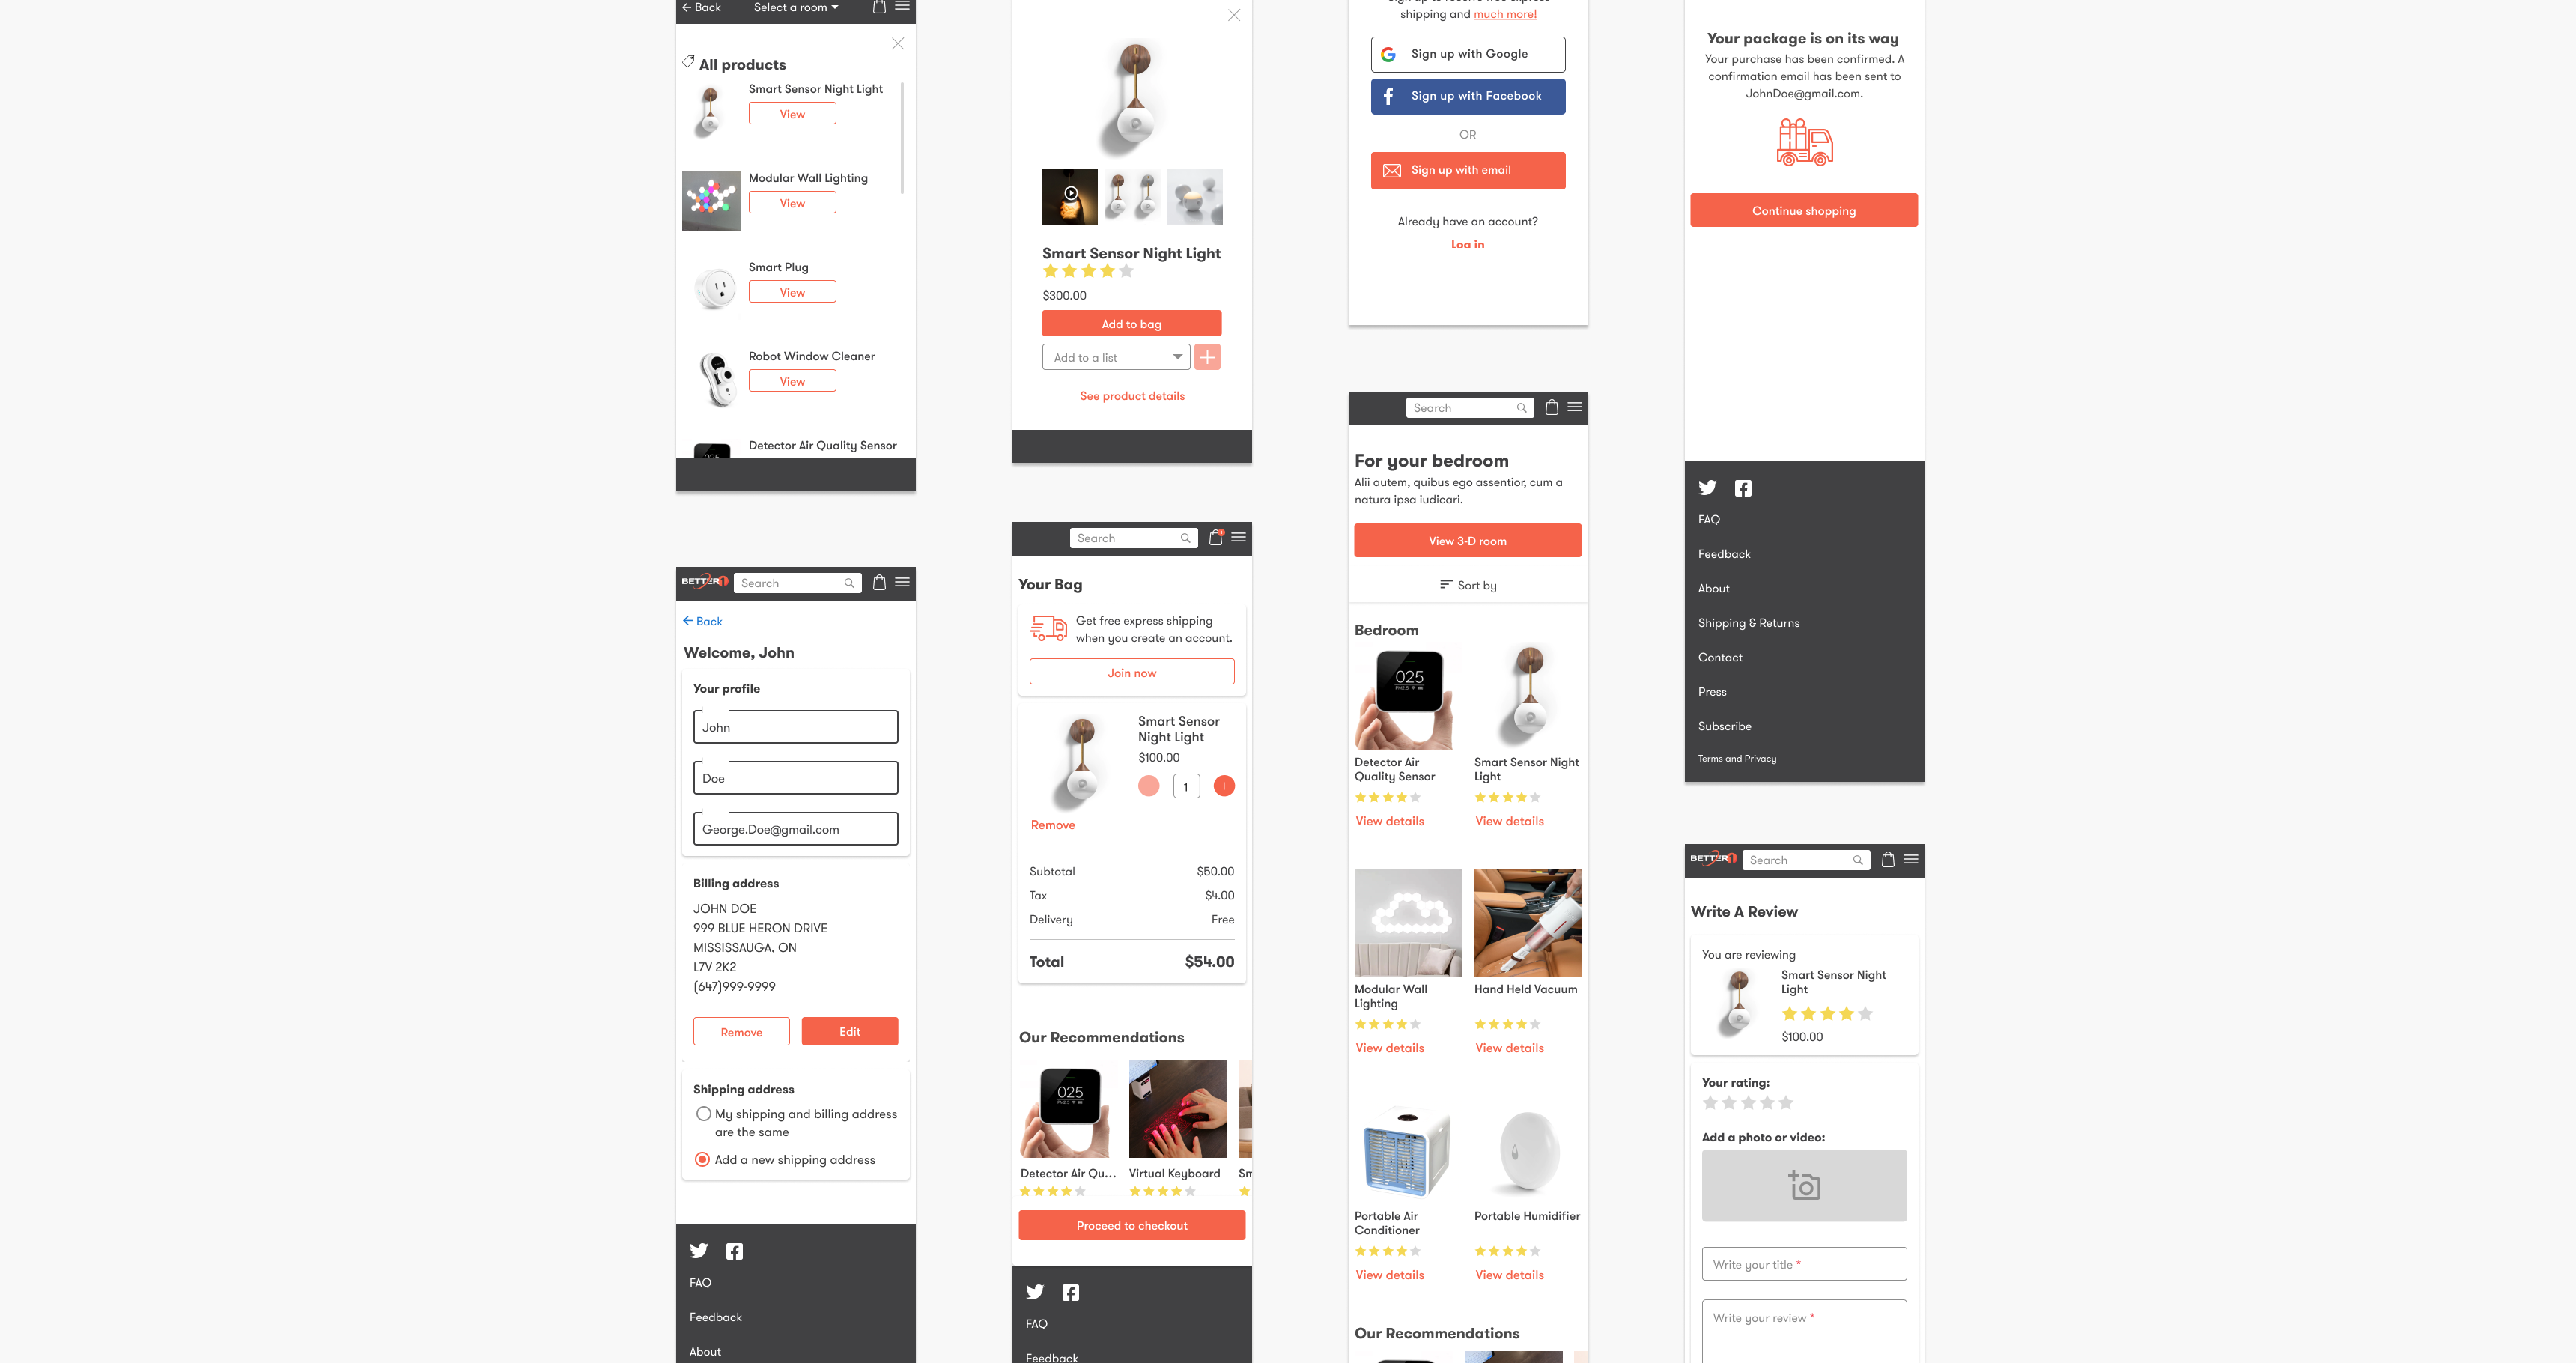 Back
Select a room
All products
Smart Sensor Night Light
View
Modular Wall Lighting
View
Smart Plug
View
Robot Window Cleaner
View
Detector Air Quality Sensor
BETTER1
Search
Back
Welcome, John
Your profile
John
Doe
George.Doe@gmail.com
Billing address
JOHN DOE
999 BLUE HERON DRIVE
MISSISSAUGA, ON
L7V 2K2
(647)999-9999
Remove
Edit
Shipping address
My shipping and billing address
are the same
Add a new shipping address
FAQ
Feedback
About
Smart Sensor Night Light
$300.00
Add to bag
Add to a list
See product details
Search
Your Bag
Get free express shipping
when you create an account.
Join now
Smart Sensor
Night Light
$100.00
1
Remove
Subtotal $50.00
Tax $4.00
Delivery Free
Total $54.00
Our Recommendations
025
Detector Air Qu...
Virtual Keyboard
Sm
Proceed to checkout
FAQ
Feedback
shipping and much more!
Sign up with Google
Sign up with Facebook
OR
Sign up with email
Already have an account?
Log in
Search
For your bedroom
Alii autem, quibus ego assentior, cum a
natura ipsa iudicari.
View 3-D room
Sort by
Bedroom
025
PM2.5
Detector Air
Quality Sensor
View details
Smart Sensor Night
Light
View details
Modular Wall
Lighting
View details
Hand Held Vacuum
View details
Portable Air
Conditioner
View details
Portable Humidifier
View details
Our Recommendations
Your package is on its way
Your purchase has been confirmed. A
confirmation email has been sent to
JohnDoe@gmail.com.
Continue shopping
FAQ
Feedback
About
Shipping & Returns
Contact
Press
Subscribe
Terms and Privacy
BETTER1
Search
Write A Review
You are reviewing
Smart Sensor Night
Light
$100.00
Your rating:
Add a photo or video:
Write your title *
Write your review *